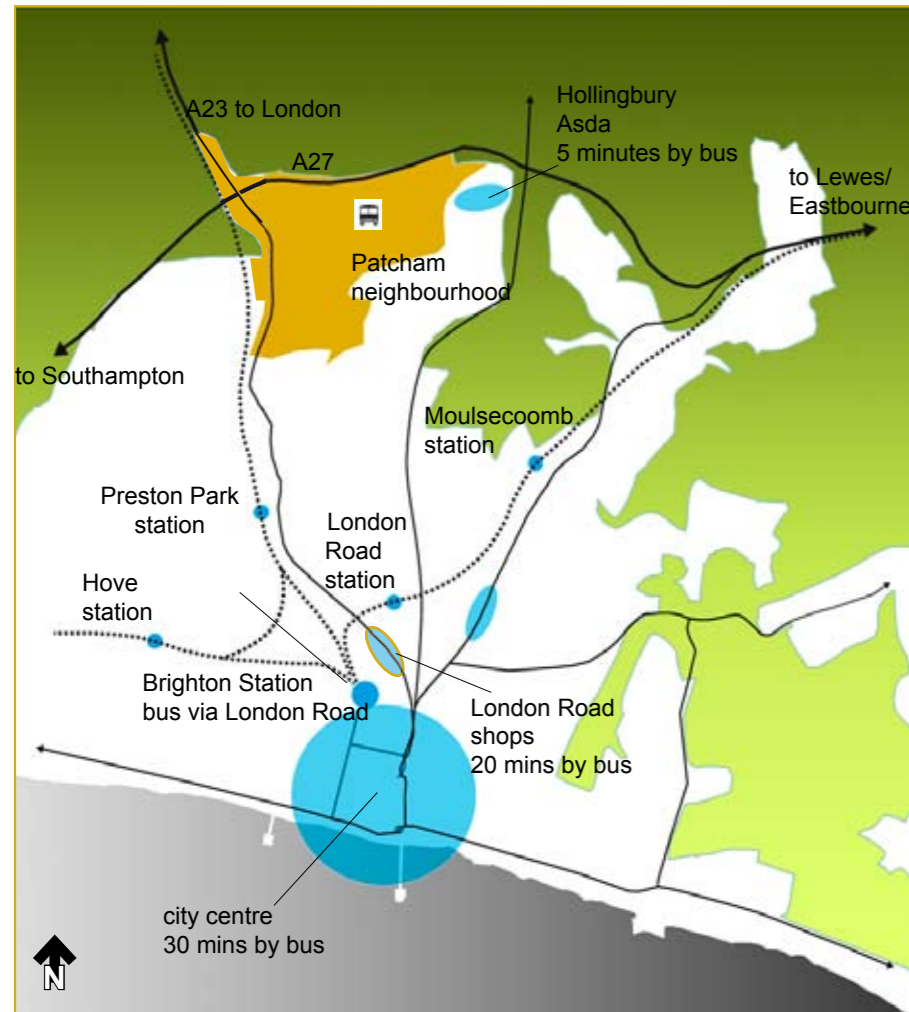 A23 to London
Hollingbury
Asda
5 minutes by bus
A27
to Lewes/
Eastbourne
Patcham
neighbourhood
to Southampton
Moulsecoomb
station
Preston Park
station
London
Road
station
Hove
station
Brighton Station
bus via London Road
London Road
shops
20 mins by bus
city centre
30 mins by bus
N